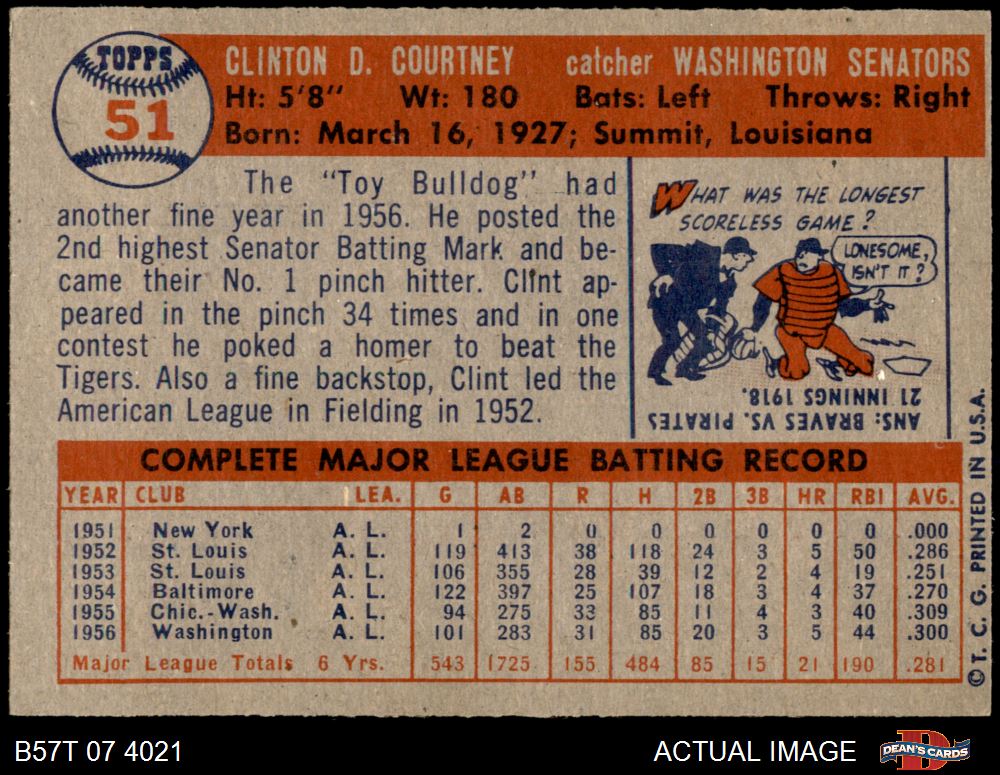 TOPPS
51
CLINTON D. COURTNEY catcher WASHINGTON SENATORS
Ht: 5'8" Wt: 180 Bats: Left Throws: Right
Born: March 16, 1927; Summit, Louisiana
The "Toy Bulldog" had
another fine year in 1956. He posted the
2nd highest Senator Batting Mark and be-
came their No. 1 pinch hitter. Clint ap-
peared in the pinch 34 times and in one
contest he poked a homer to beat the
Tigers. Also a fine backstop, Clint led the
American League in Fielding in 1952.
WHAT WAS THE LONGEST
SCORELESS GAME?
LONESOME,
ISN'T IT?
ANS: BRAVES VS. PIRATES
21 INNINGS 1918.
COMPLETE MAJOR LEAGUE BATTING RECORD
YEAR CLUB LEA. G AB R H 2B 3B HR RBI AVG.
1951 New York A. L. 1 2 0 0 0 0 0 0 .000
1952 St. Louis A. L. 119 413 38 118 24 3 5 50 .286
1953 St. Louis A. L. 106 355 28 39 12 2 4 19 .251
1954 Baltimore A. L. 122 397 25 107 18 3 4 37 .270
1955 Chic.-Wash. A. L. 94 275 33 85 11 4 3 40 .309
1956 Washington A. L. 101 283 31 85 20 3 5 44 .300
Major League Totals 6 Yrs. 543 1725 155 484 85 15 21 190 .281
©T. C. G. PRINTED IN U.S.A.
B57T 07 4021 ACTUAL IMAGE
D
DEAN'S CARDS